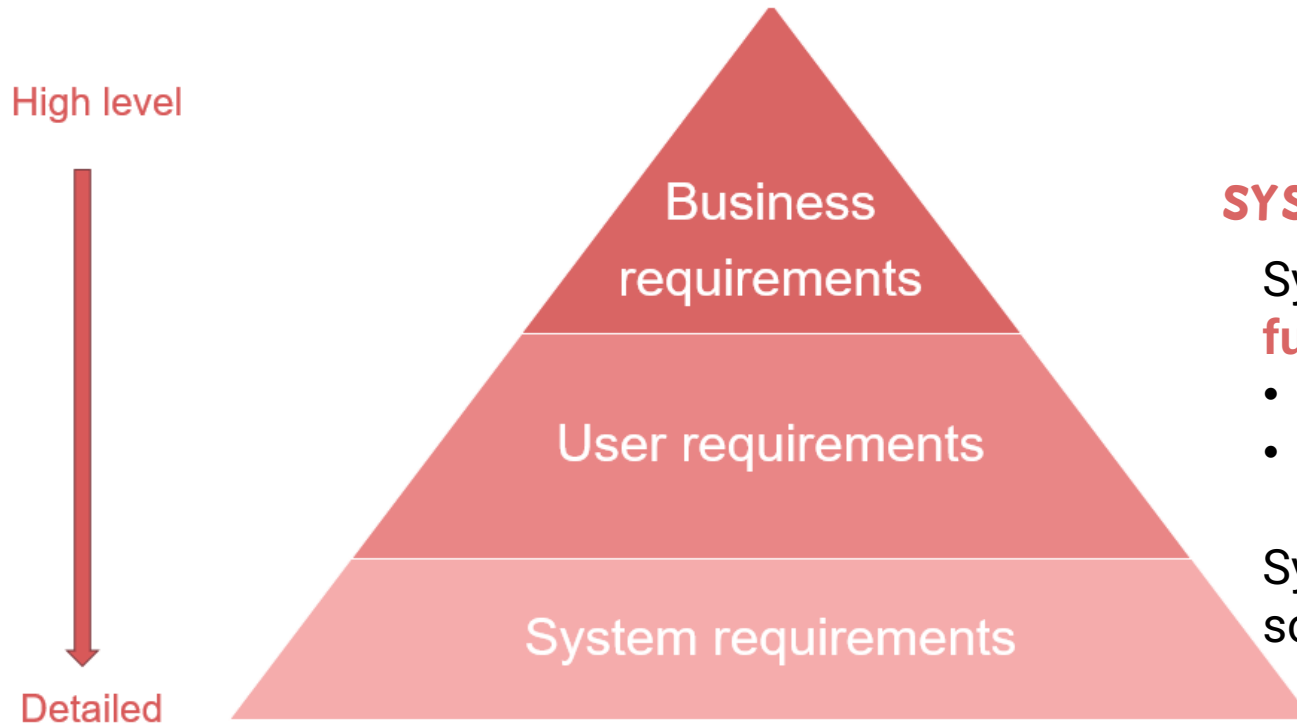 High level
Detailed
Business
requirements
User requirements
System requirements